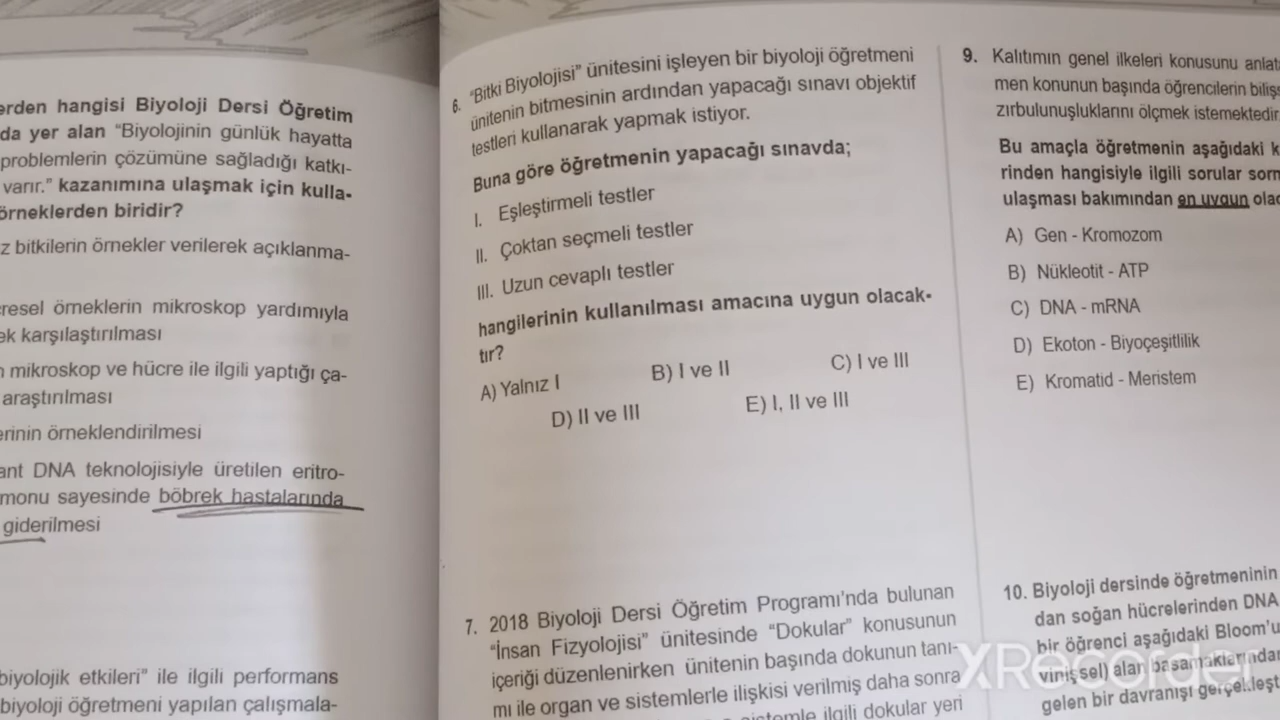 erden hangisi Biyoloji Dersi Öğretim
da yer alan “Biyolojinin günlük hayatta
problemlerin çözümüne sağladığı katkı-
varır.” kazanımına ulaşmak için kulla-
örneklerden biridir?
z bitkilerin örnekler verilerek açıklanma-
resel örneklerin mikroskop yardımıyla
ek karşılaştırılması
mikroskop ve hücre ile ilgili yaptığı ça-
araştırılması
erinin örneklendirilmesi
ant DNA teknolojisiyle üretilen eritro-
monu sayesinde böbrek hastalarında
giderilmesi
biyolojik etkileri” ile ilgili performans
biyoloji öğretmeni yapılan çalışmala-
6. “Bitki Biyolojisi” ünitesini işleyen bir biyoloji öğretmeni
ünitenin bitmesinin ardından yapacağı sınavı objektif
testleri kullanarak yapmak istiyor.
Buna göre öğretmenin yapacağı sınavda;
I. Eşleştirmeli testler
II. Çoktan seçmeli testler
III. Uzun cevaplı testler
hangilerinin kullanılması amacına uygun olacak-
tır?
A) Yalnız I B) I ve II C) I ve III
D) II ve III E) I, II ve III
7. 2018 Biyoloji Dersi Öğretim Programı’nda bulunan
“İnsan Fizyolojisi” ünitesinde “Dokular” konusunun
içeriği düzenlenirken ünitenin başında dokunun tanı-
mı ile organ ve sistemlerle ilişkisi verilmiş daha sonra
sistemle ilgili dokular yeri
9. Kalıtımın genel ilkeleri konusunu anlat
men konunun başında öğrencilerin biliş
zırbulunuşluklarını ölçmek istemektedir
Bu amaçla öğretmenin aşağıdaki k
rinden hangisiyle ilgili sorular sor
ulaşması bakımından en uygun olac
A) Gen - Kromozom
B) Nükleotit - ATP
C) DNA - mRNA
D) Ekoton - Biyoçeşitlilik
E) Kromatid - Meristem
10. Biyoloji dersinde öğretmeninin
dan soğan hücrelerinden DNA
bir öğrenci aşağıdaki Bloom’u
vinişsel) alan basamaklarından
gelen bir davranışı gerçekleşt
XRecorder